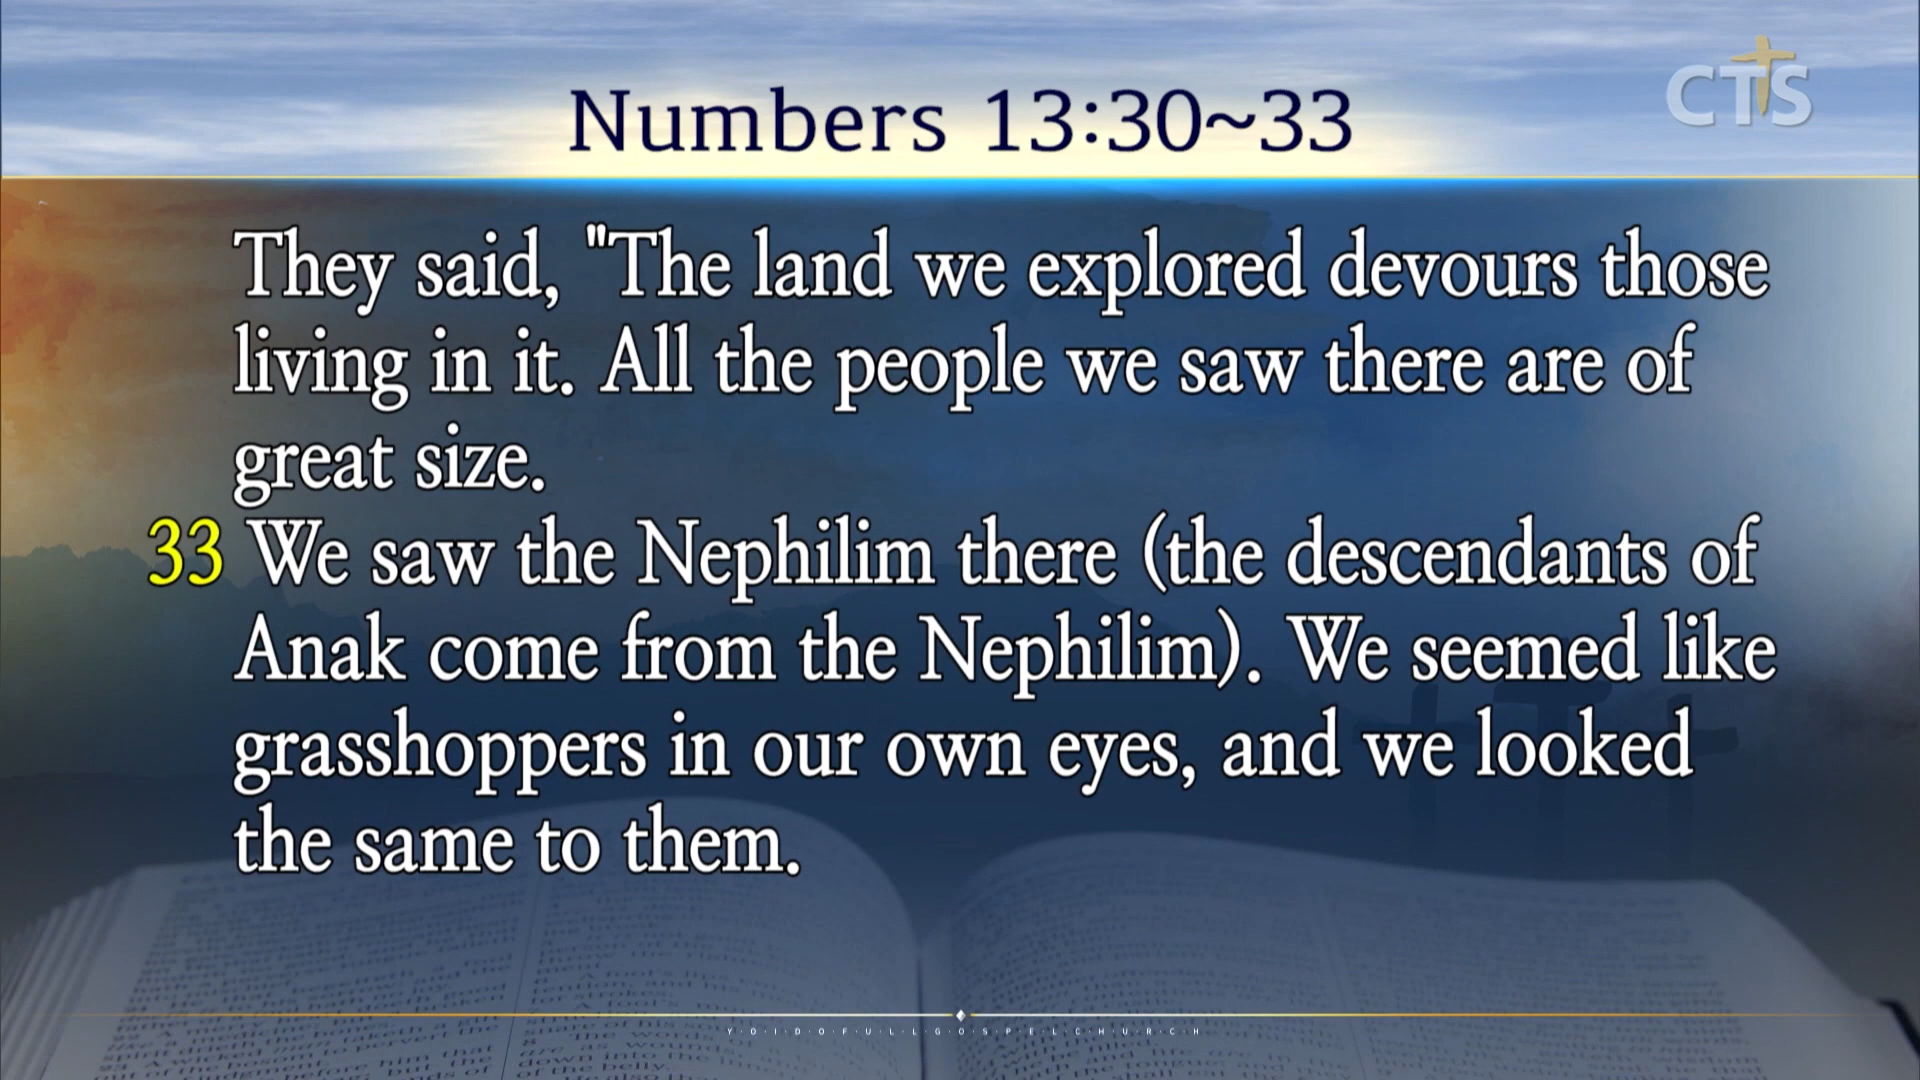 CTS
Numbers 13:30~33
They said, "The land we explored devours those
living in it. All the people we saw there are of
great size.
33 We saw the Nephilim there (the descendants of
Anak come from the Nephilim). We seemed like
grasshoppers in our own eyes, and we looked
the same to them.
Y·O·I·D·O·F·U·L·L·G·O·S·P·E·L·C·H·U·R·C·H